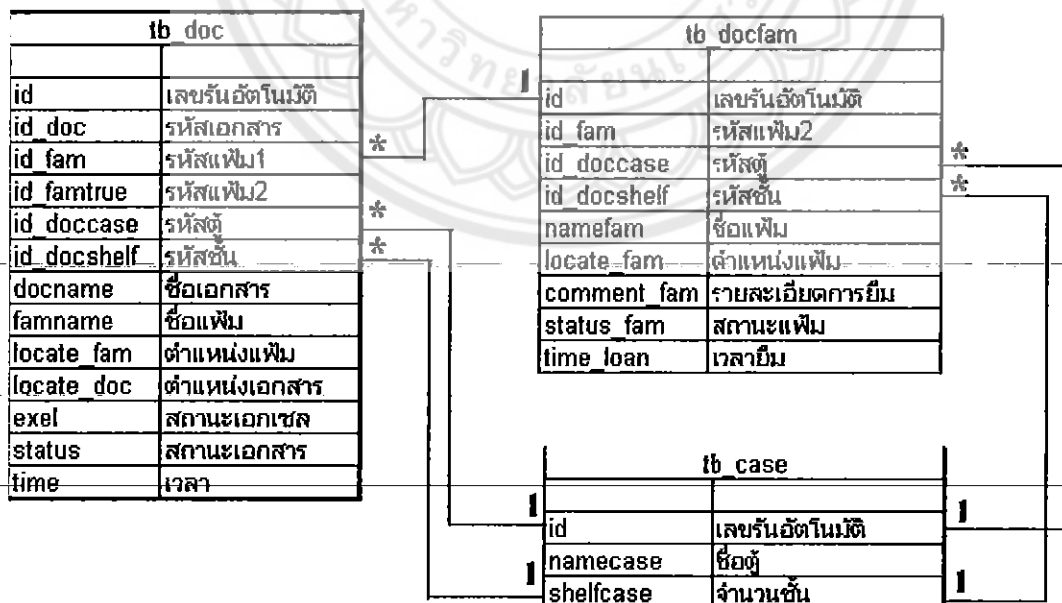 tb_doc
id เลขรันอัตโนมัติ
id_doc รหัสเอกสาร
id_fam รหัสแฟ้ม1
id_famtrue รหัสแฟ้ม2
id_doccase รหัสตู้
id_docshelf รหัสชั้น
docname ชื่อเอกสาร
famname ชื่อแฟ้ม
locate_fam ตำแหน่งแฟ้ม
locate_doc ตำแหน่งเอกสาร
exel สถานะเอกเซล
status สถานะเอกสาร
time เวลา
* 1
*
*
tb_docfam
id เลขรันอัตโนมัติ
id_fam รหัสแฟ้ม2
id_doccase รหัสตู้
id_docshelf รหัสชั้น
namefam ชื่อแฟ้ม
locate_fam ตำแหน่งแฟ้ม
comment_fam รายละเอียดการยืม
status_fam สถานะแฟ้ม
time_loan เวลายืม
*
*
tb_case
1 id เลขรันอัตโนมัติ 1
namecase ชื่อตู้
1 shelfcase จำนวนชั้น 1